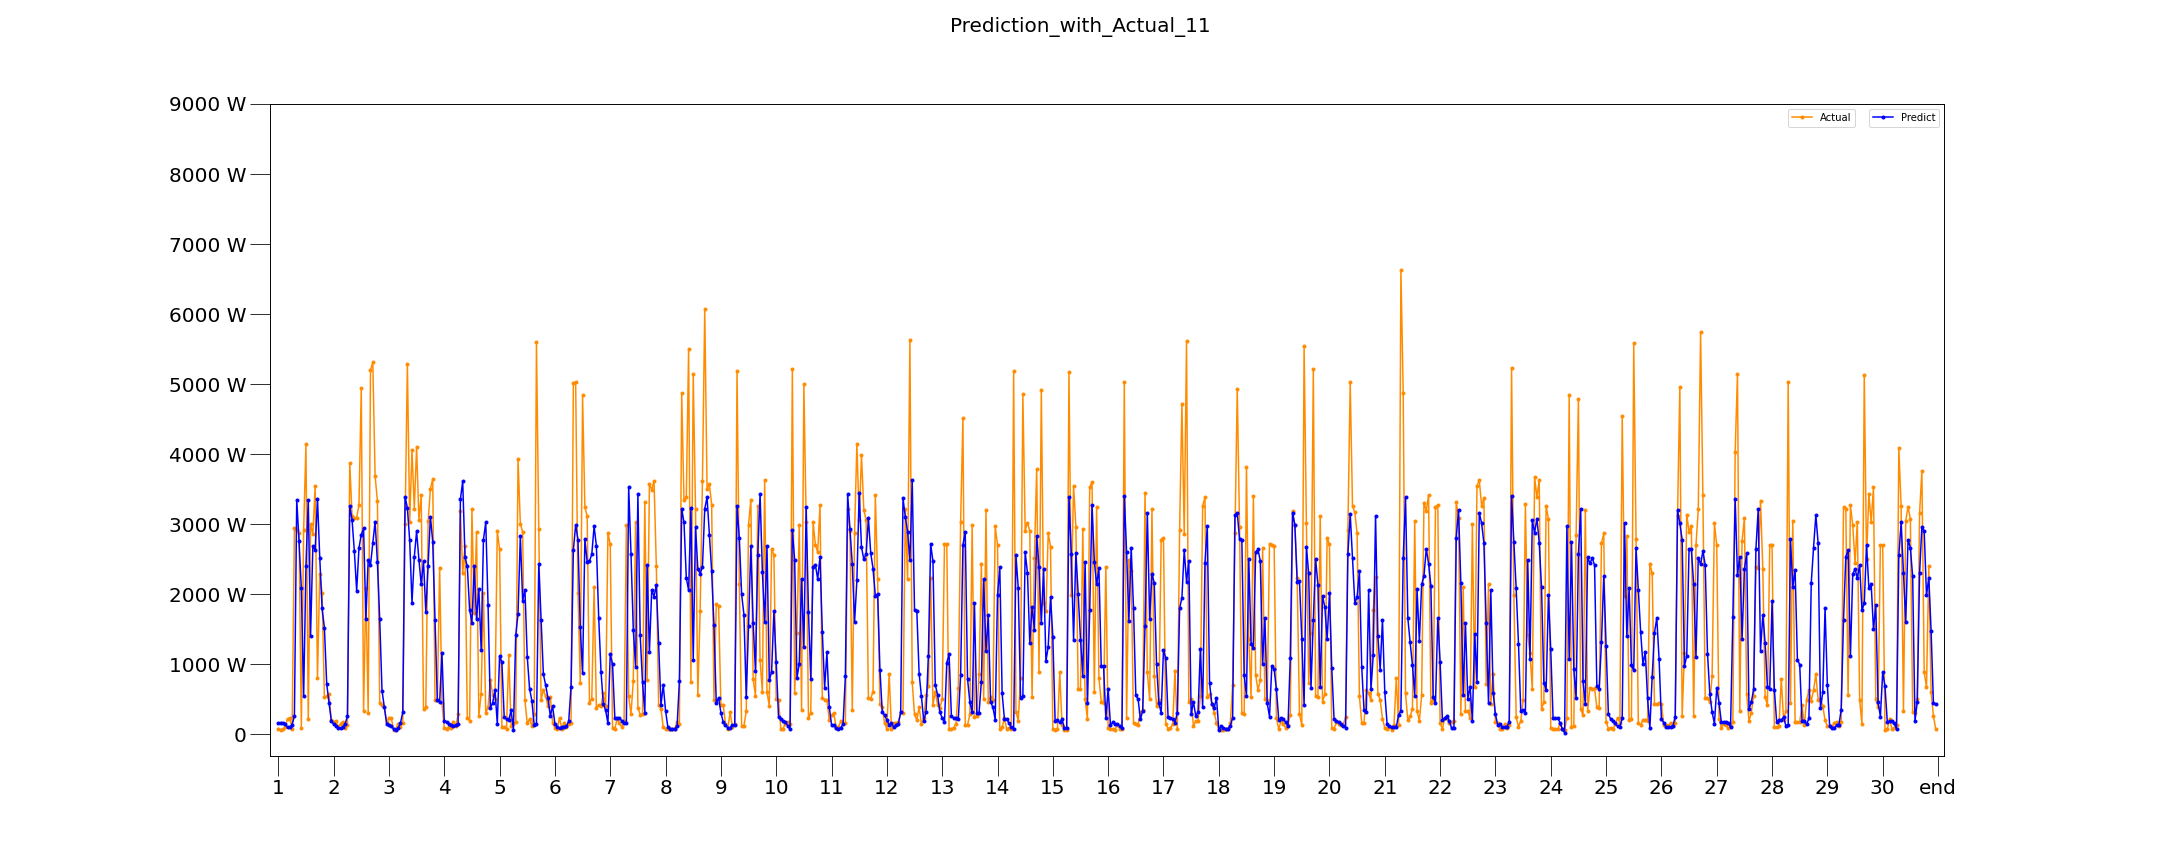 Prediction_with_Actual_11
Actual Predict
9000 W
8000 W
7000 W
6000 W
5000 W
4000 W
3000 W
2000 W
1000 W
0
1 2 3 4 5 6 7 8 9 10 11 12 13 14 15 16 17 18 19 20 21 22 23 24 25 26 27 28 29 30 end